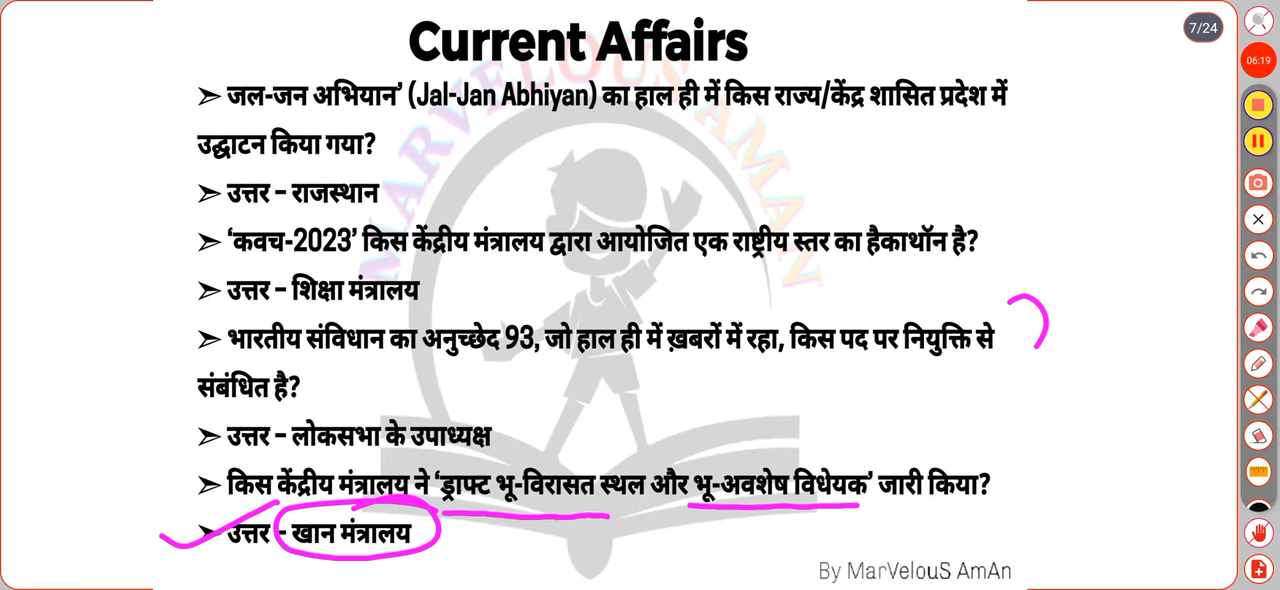 Current Affairs
7/24
06:19
➢ जल-जन अभियान’ (Jal-Jan Abhiyan) का हाल ही में किस राज्य/केंद्र शासित प्रदेश में
उद्घाटन किया गया?
➢ उत्तर – राजस्थान
➢ ‘कवच-2023’ किस केंद्रीय मंत्रालय द्वारा आयोजित एक राष्ट्रीय स्तर का हैकाथॉन है?
➢ उत्तर – शिक्षा मंत्रालय
➢ भारतीय संविधान का अनुच्छेद 93, जो हाल ही में ख़बरों में रहा, किस पद पर नियुक्ति से
संबंधित है?
➢ उत्तर – लोकसभा के उपाध्यक्ष
➢ किस केंद्रीय मंत्रालय ने ‘ड्राफ्ट भू-विरासत स्थल और भू-अवशेष विधेयक’ जारी किया?
➢ उत्तर – खान मंत्रालय
By MarVelouS AmAn
MARVELOUS AMAN